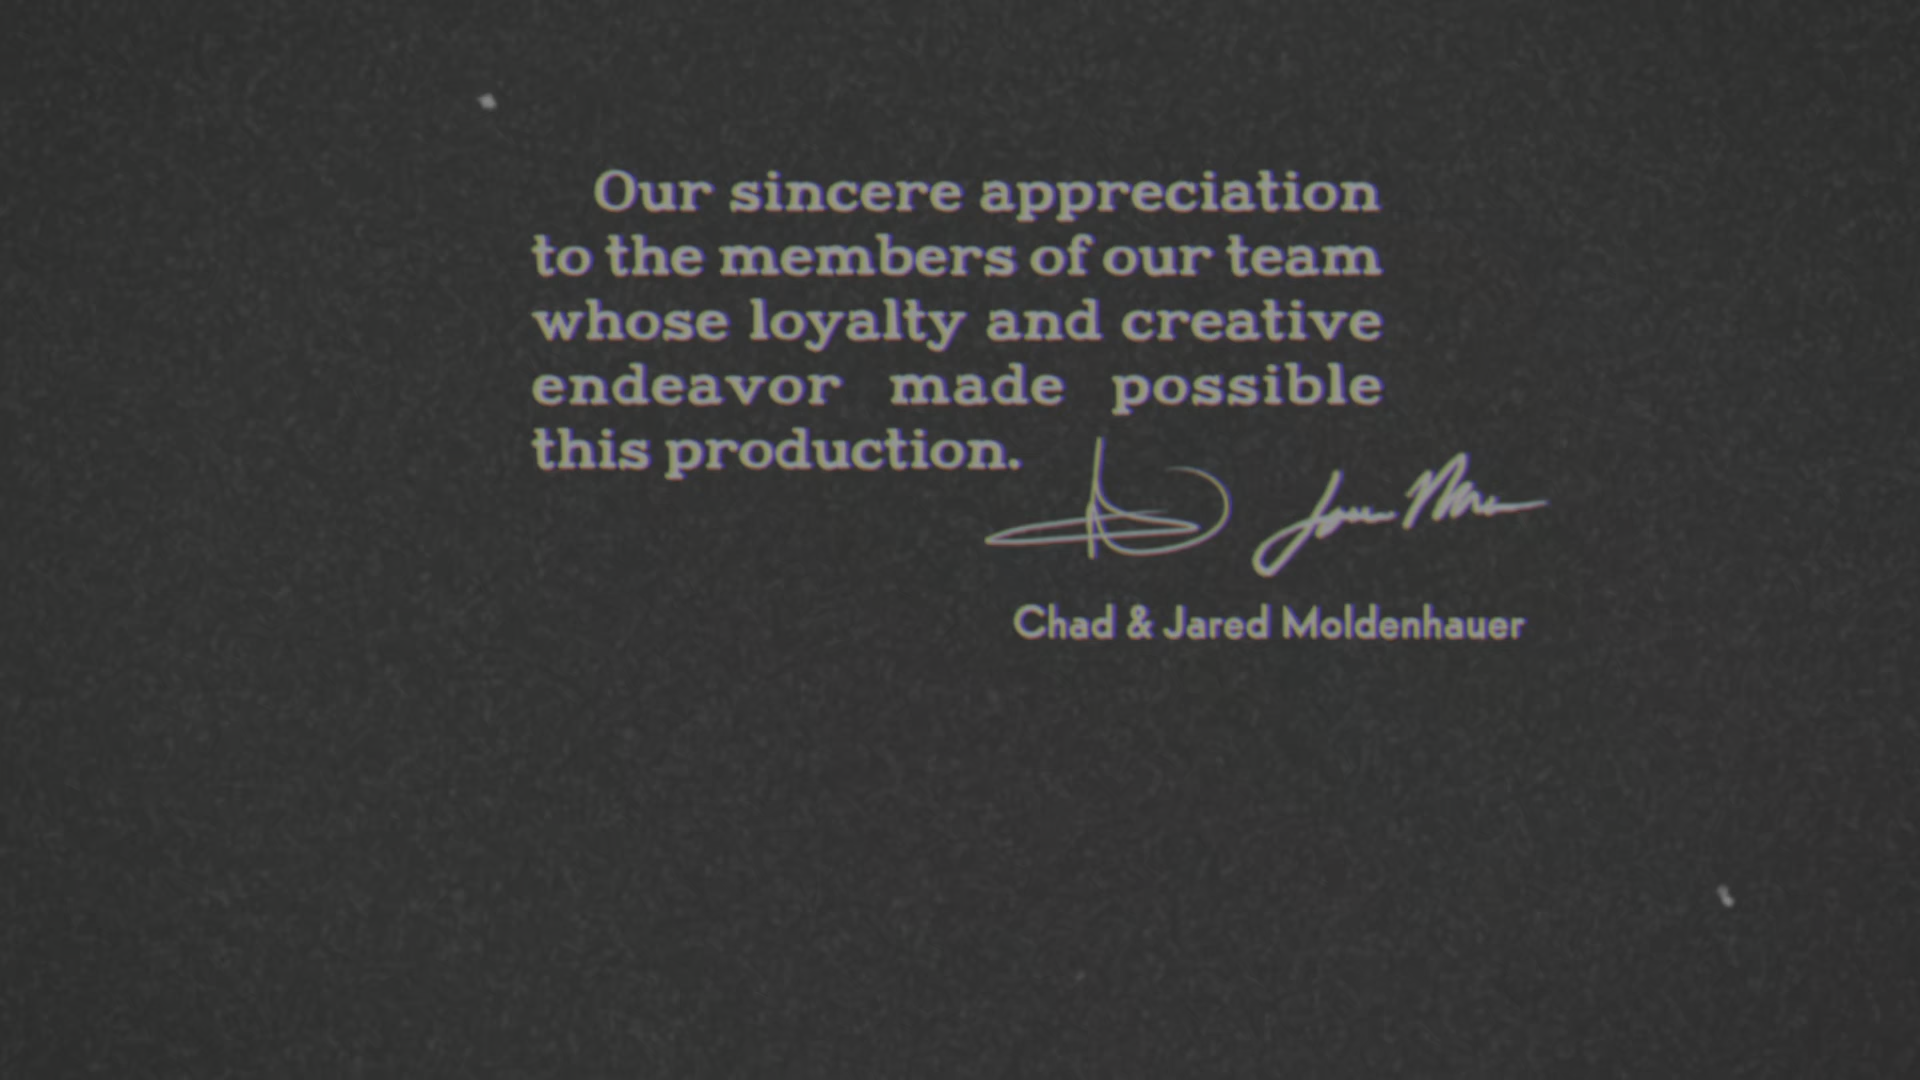 Our sincere appreciation
to the members of our team
whose loyalty and creative
endeavor made possible
this production.
Chad & Jared Moldenhauer